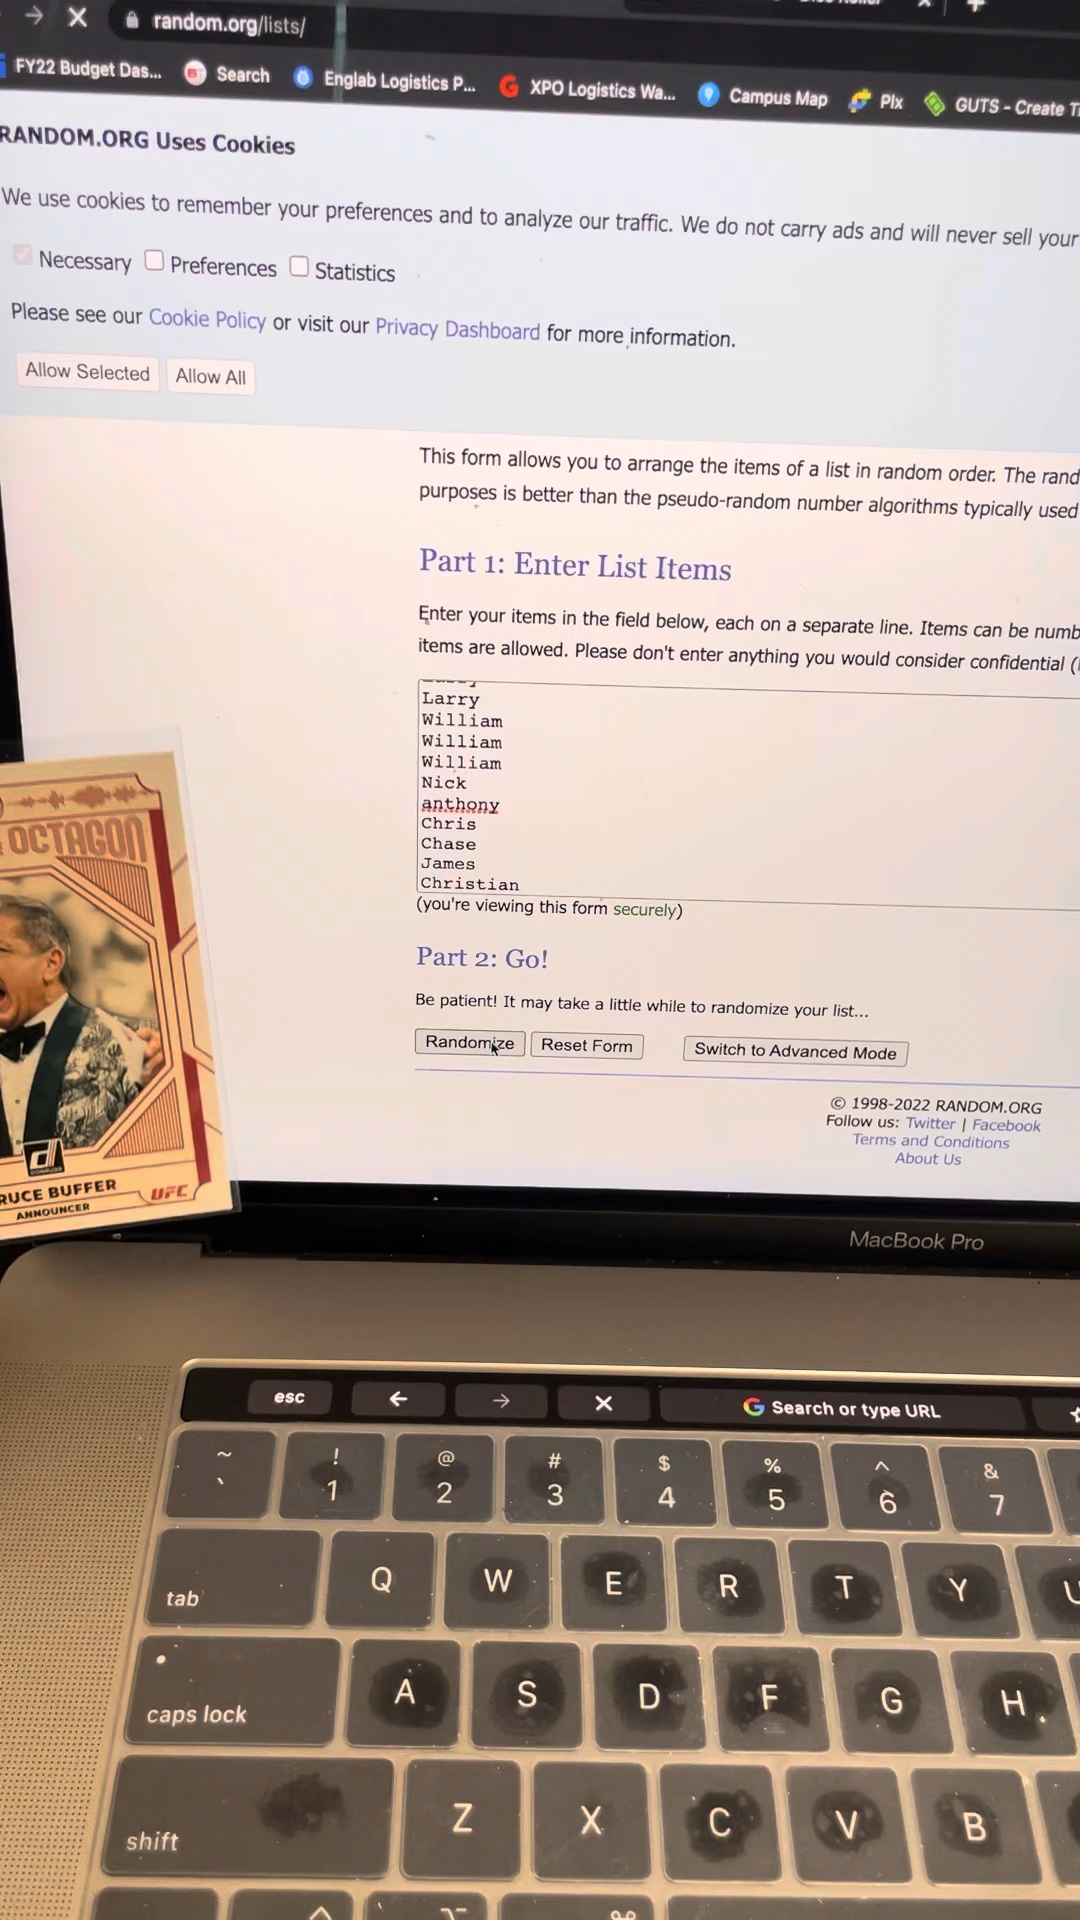 random.org/lists/
FY22 Budget Das... Search Englab Logistics P... XPO Logistics Wa... Campus Map Plx GUTS - Create
RANDOM.ORG Uses Cookies
We use cookies to remember your preferences and to analyze our traffic. We do not carry ads and will never sell your
Necessary Preferences Statistics
Please see our Cookie Policy or visit our Privacy Dashboard for more information.
Allow Selected Allow All
This form allows you to arrange the items of a list in random order. The rand
purposes is better than the pseudo-random number algorithms typically used
Part 1: Enter List Items
Enter your items in the field below, each on a separate line. Items can be numb
items are allowed. Please don't enter anything you would consider confidential (
Larry
William
William
William
Nick
anthony
Chris
Chase
James
Christian
(you're viewing this form securely)
Part 2: Go!
Be patient! It may take a little while to randomize your list...
Randomize Reset Form Switch to Advanced Mode
© 1998-2022 RANDOM.ORG
Follow us: Twitter | Facebook
Terms and Conditions
About Us
OCTAGON
DONRUSS
RUCE BUFFER
UFC
ANNOUNCER
MacBook Pro
esc Search or type URL
~ ` ! 1 @ 2 # 3 $ 4 % 5 ^ 6 & 7
tab Q W E R T Y U
caps lock A S D F G H
shift Z X C V B